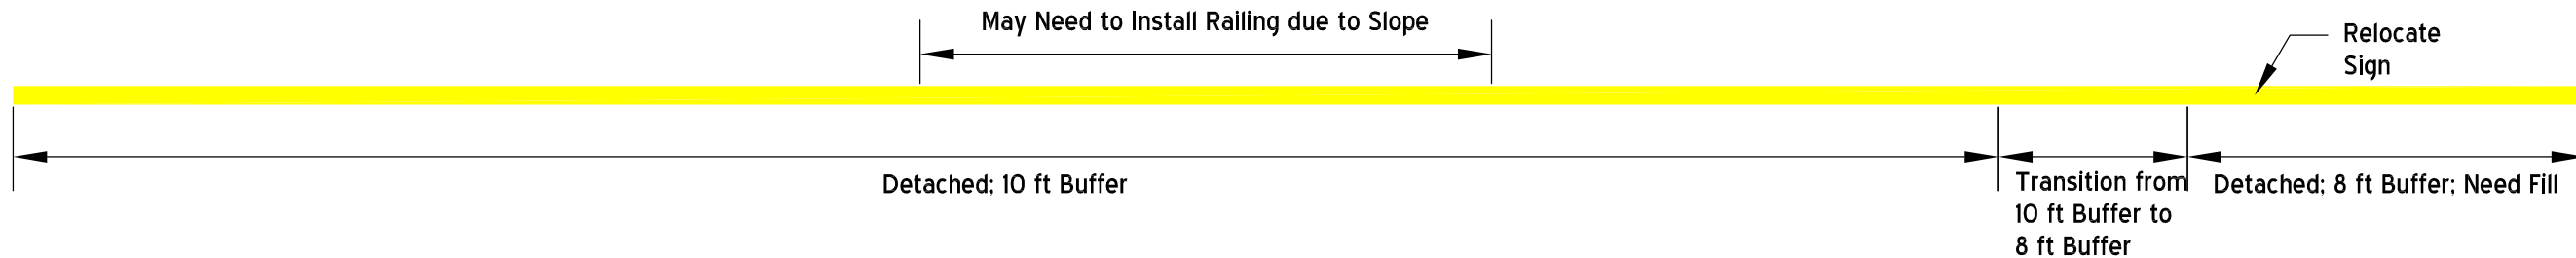 May Need to Install Railing due to Slope
Relocate
Sign
Detached; 10 ft Buffer
Transition from
10 ft Buffer to
8 ft Buffer
Detached; 8 ft Buffer; Need Fill